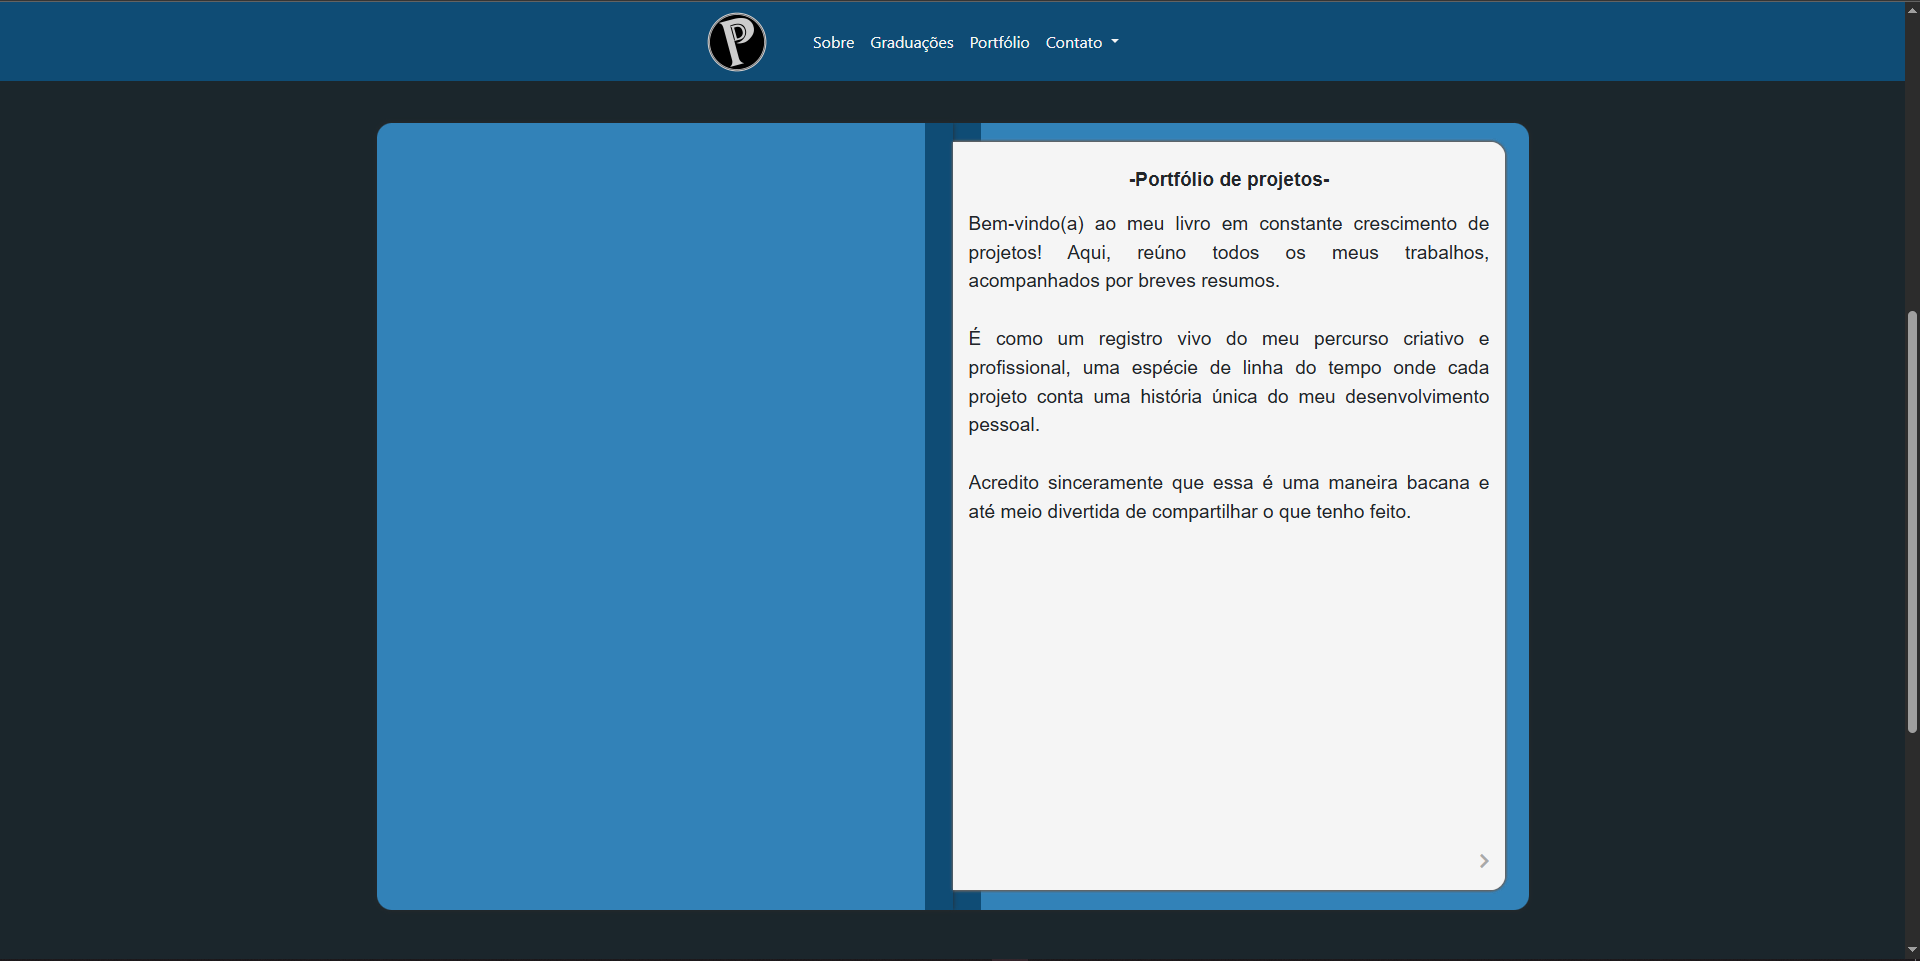 P
Sobre Graduações Portfólio Contato
-Portfólio de projetos-
Bem-vindo(a) ao meu livro em constante crescimento de
projetos! Aqui, reúno todos os meus trabalhos,
acompanhados por breves resumos.
É como um registro vivo do meu percurso criativo e
profissional, uma espécie de linha do tempo onde cada
projeto conta uma história única do meu desenvolvimento
pessoal.
Acredito sinceramente que essa é uma maneira bacana e
até meio divertida de compartilhar o que tenho feito.